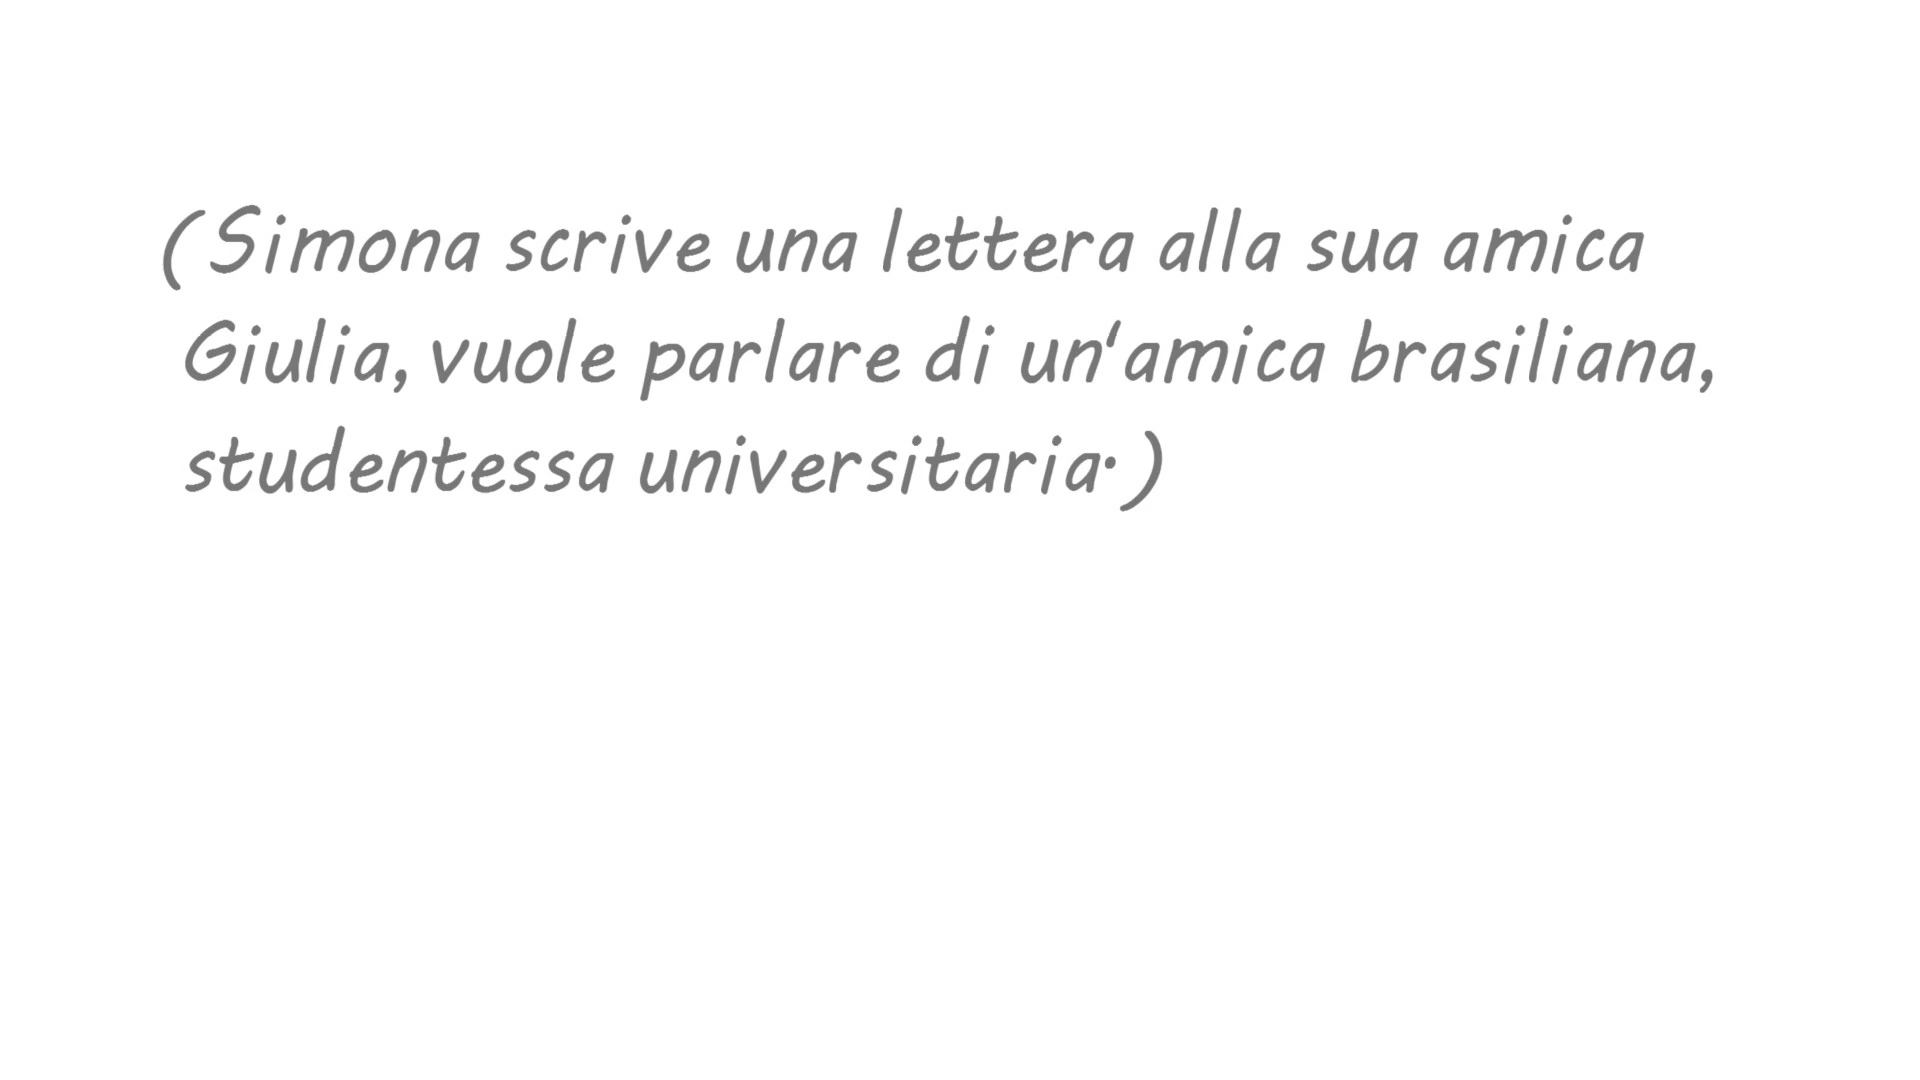 (Simona scrive una lettera alla sua amica
Giulia, vuole parlare di un'amica brasiliana,
studentessa universitaria.)